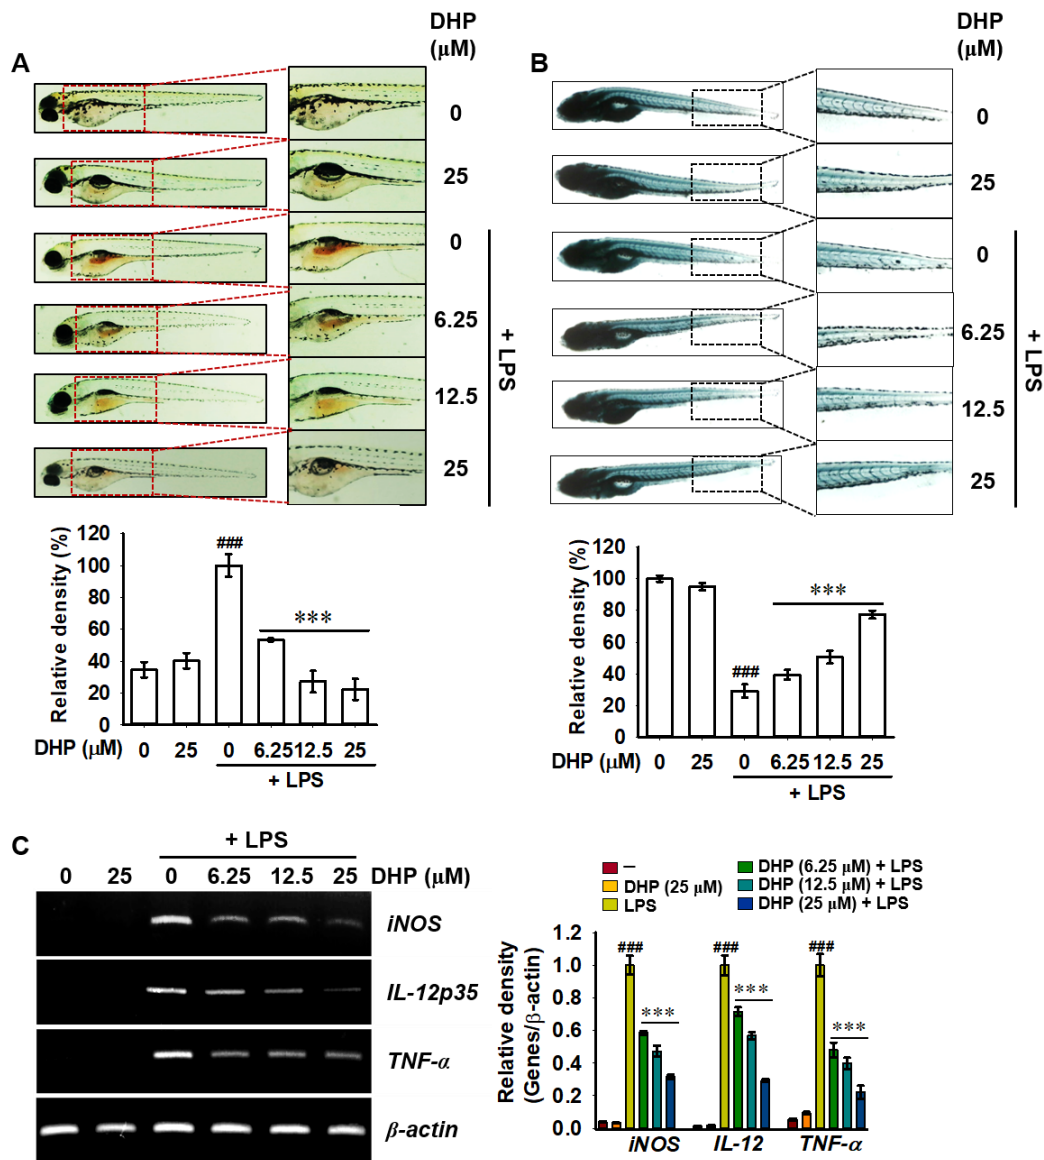 A
DHP
(μM)
0
25
0
6.25
12.5
25
+ LPS
Relative density (%)
120
100
80
60
40
20
0
###
***
DHP (μM) 0 25 0 6.25 12.5 25
+ LPS
B
DHP
(μM)
0
25
0
6.25
12.5
25
+ LPS
Relative density (%)
120
100
80
60
40
20
0
###
***
DHP (μM) 0 25 0 6.25 12.5 25
+ LPS
C
+ LPS
0 25 0 6.25 12.5 25 DHP (μM)
iNOS
IL-12p35
TNF-α
β-actin
–
DHP (25 μM)
LPS
DHP (6.25 μM) + LPS
DHP (12.5 μM) + LPS
DHP (25 μM) + LPS
Relative density
(Genes/β-actin)
1.2
1.0
0.8
0.6
0.4
0.2
0.0
### ### ###
*** *** ***
iNOS IL-12 TNF-α